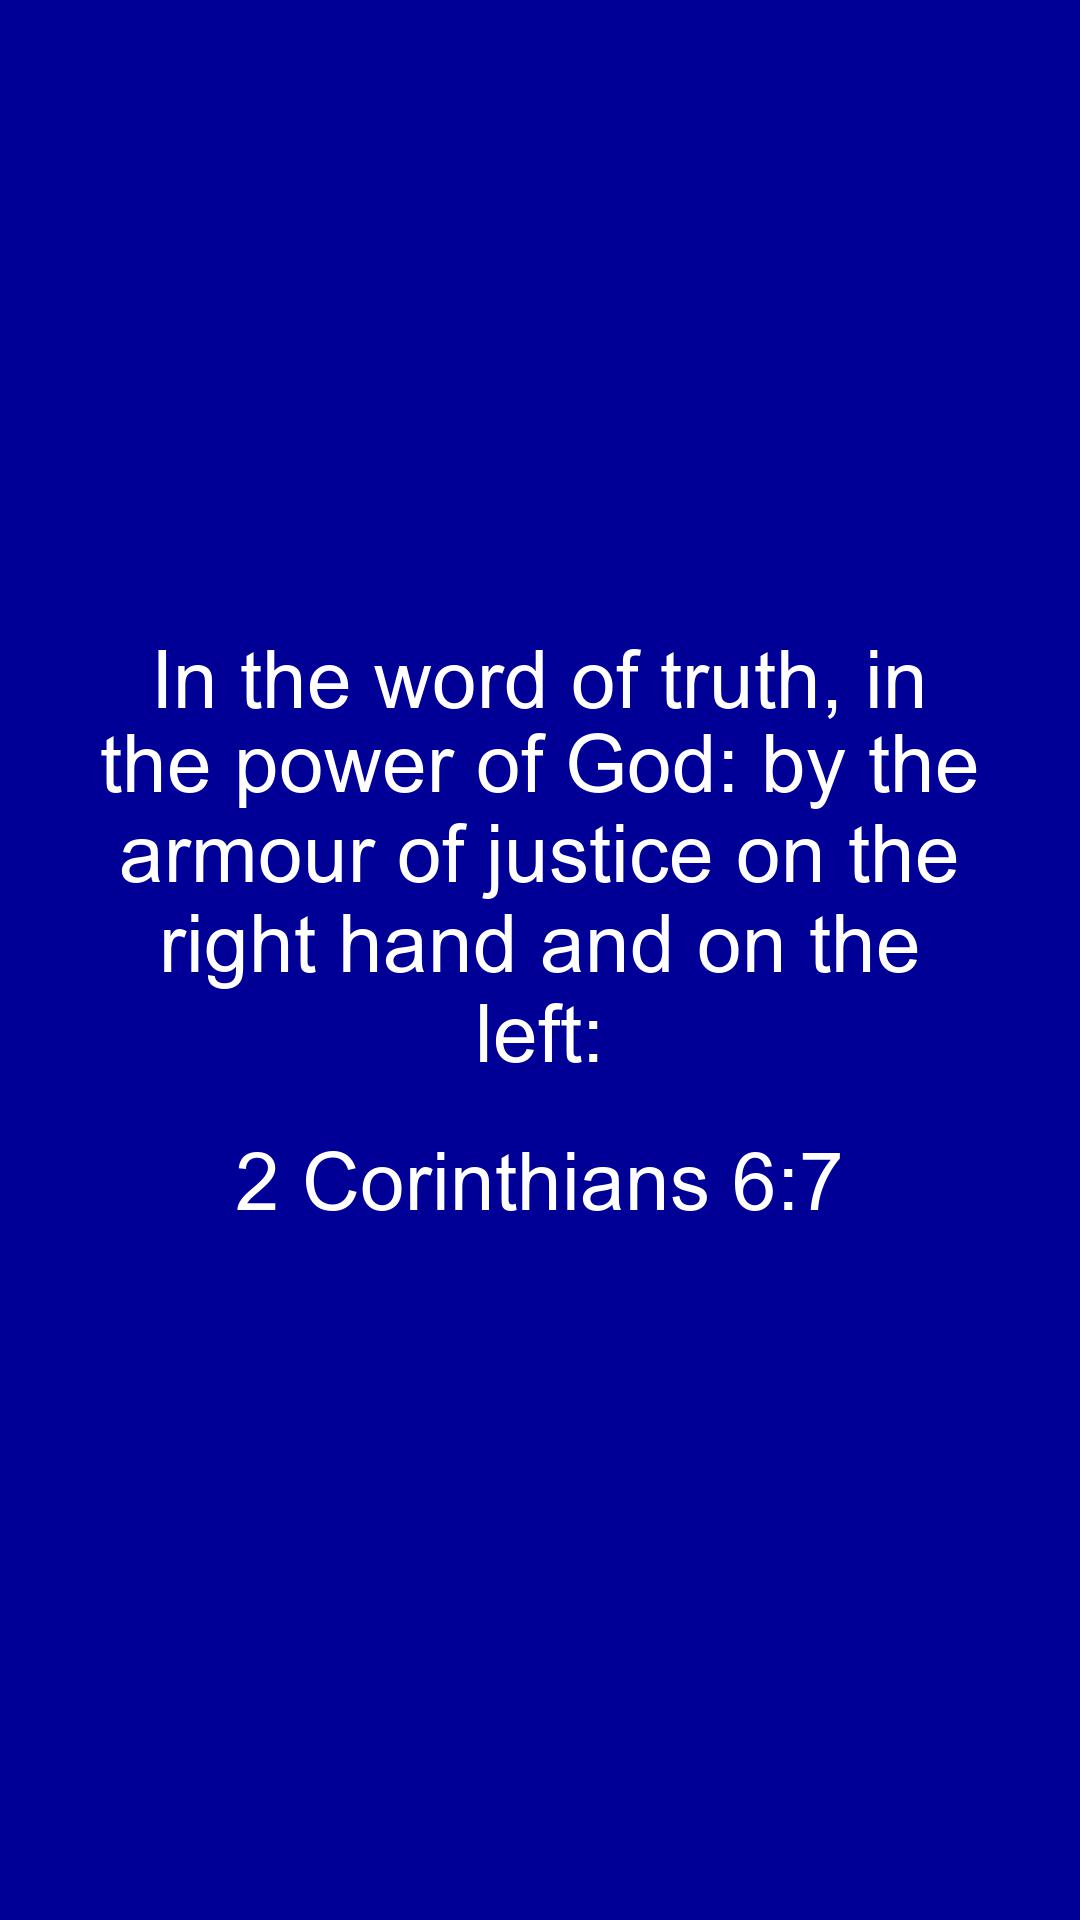 In the word of truth, in
the power of God: by the
armour of justice on the
right hand and on the
left:
2 Corinthians 6:7